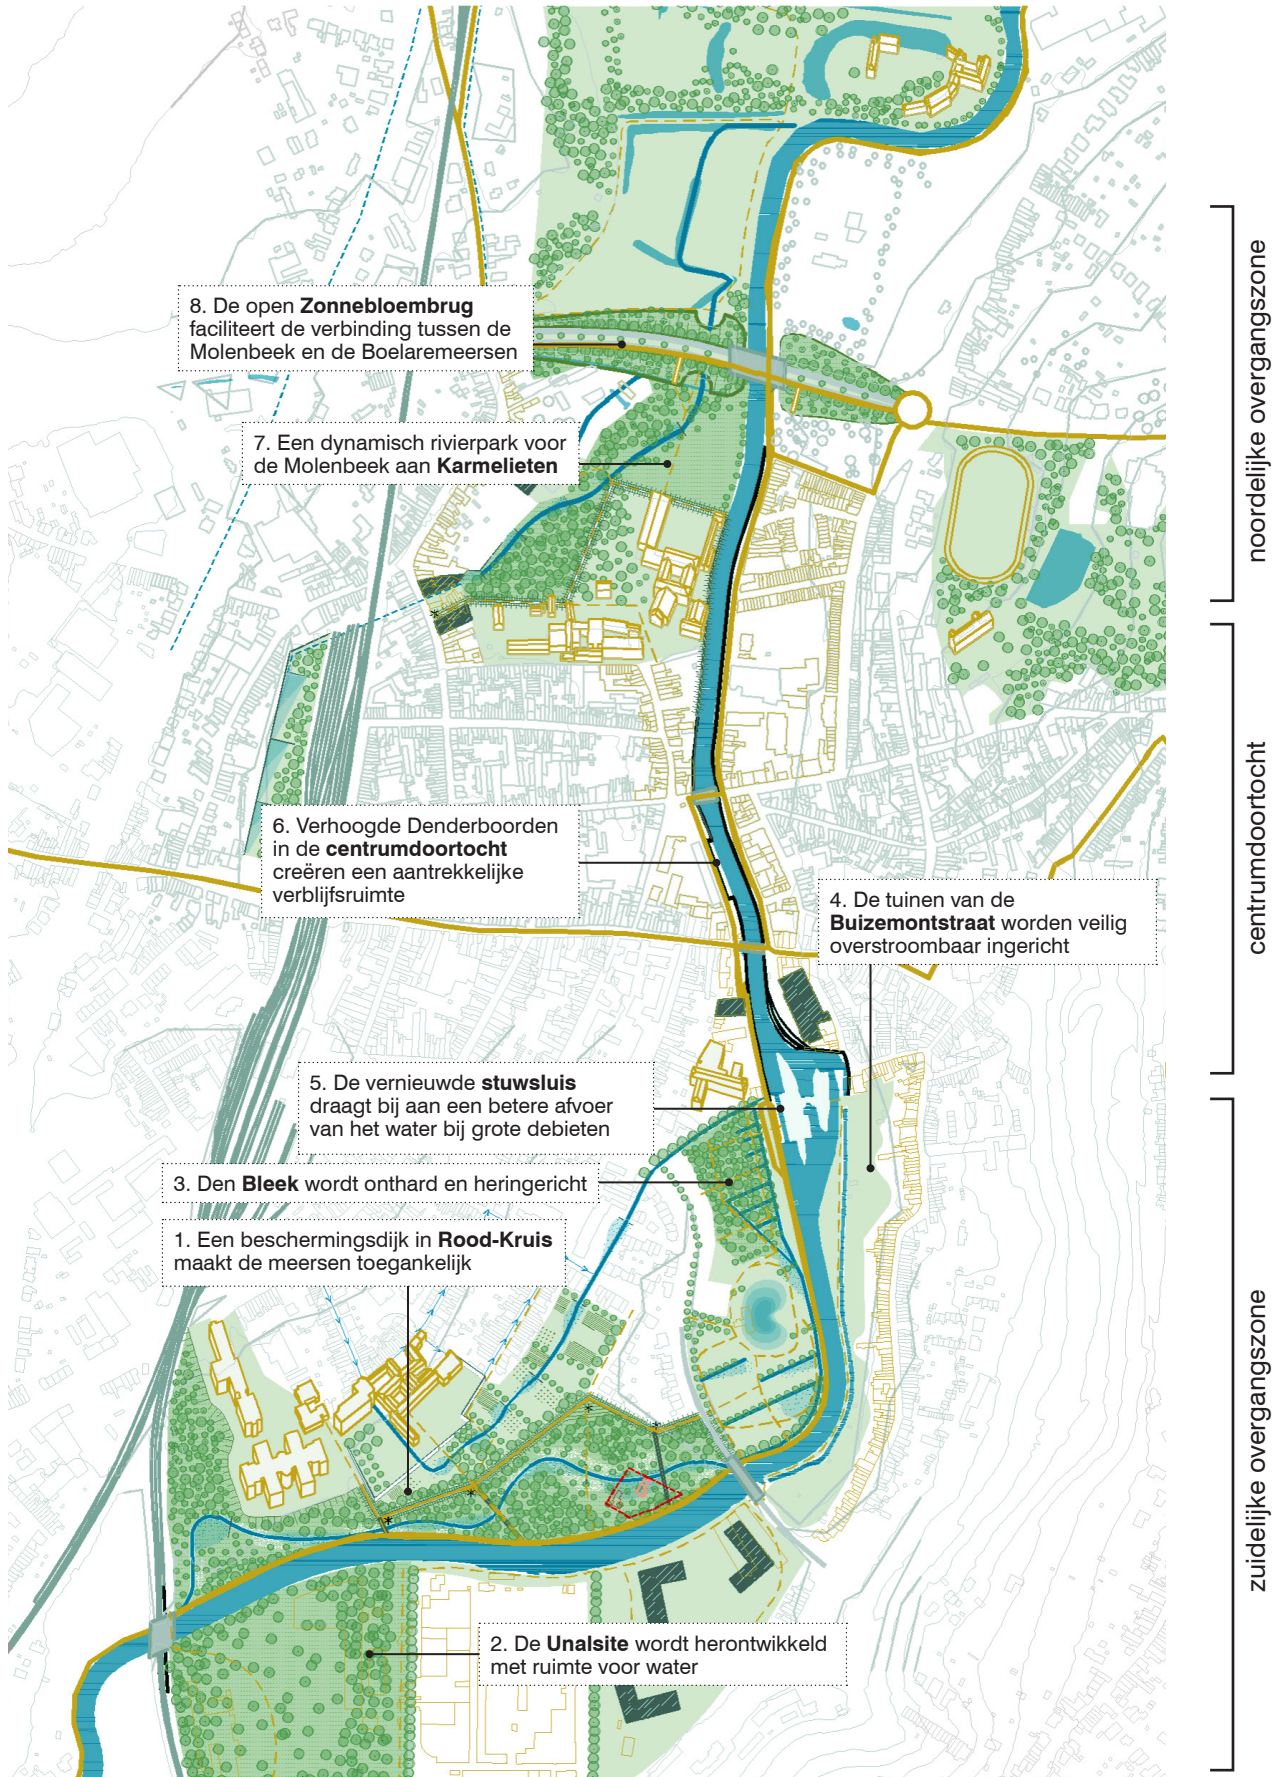 8. De open Zonnebloembrug
faciliteert de verbinding tussen de
Molenbeek en de Boelaremeersen
7. Een dynamisch rivierpark voor
de Molenbeek aan Karmelieten
6. Verhoogde Denderboorden
in de centrumdoortocht
creëren een aantrekkelijke
verblijfsruimte
4. De tuinen van de
Buizemontstraat worden veilig
overstroombaar ingericht
5. De vernieuwde stuwsluis
draagt bij aan een betere afvoer
van het water bij grote debieten
3. Den Bleek wordt onthard en heringericht
1. Een beschermingsdijk in Rood-Kruis
maakt de meersen toegankelijk
2. De Unalsite wordt herontwikkeld
met ruimte voor water
noordelijke overgangszone
centrumdoortocht
zuidelijke overgangszone